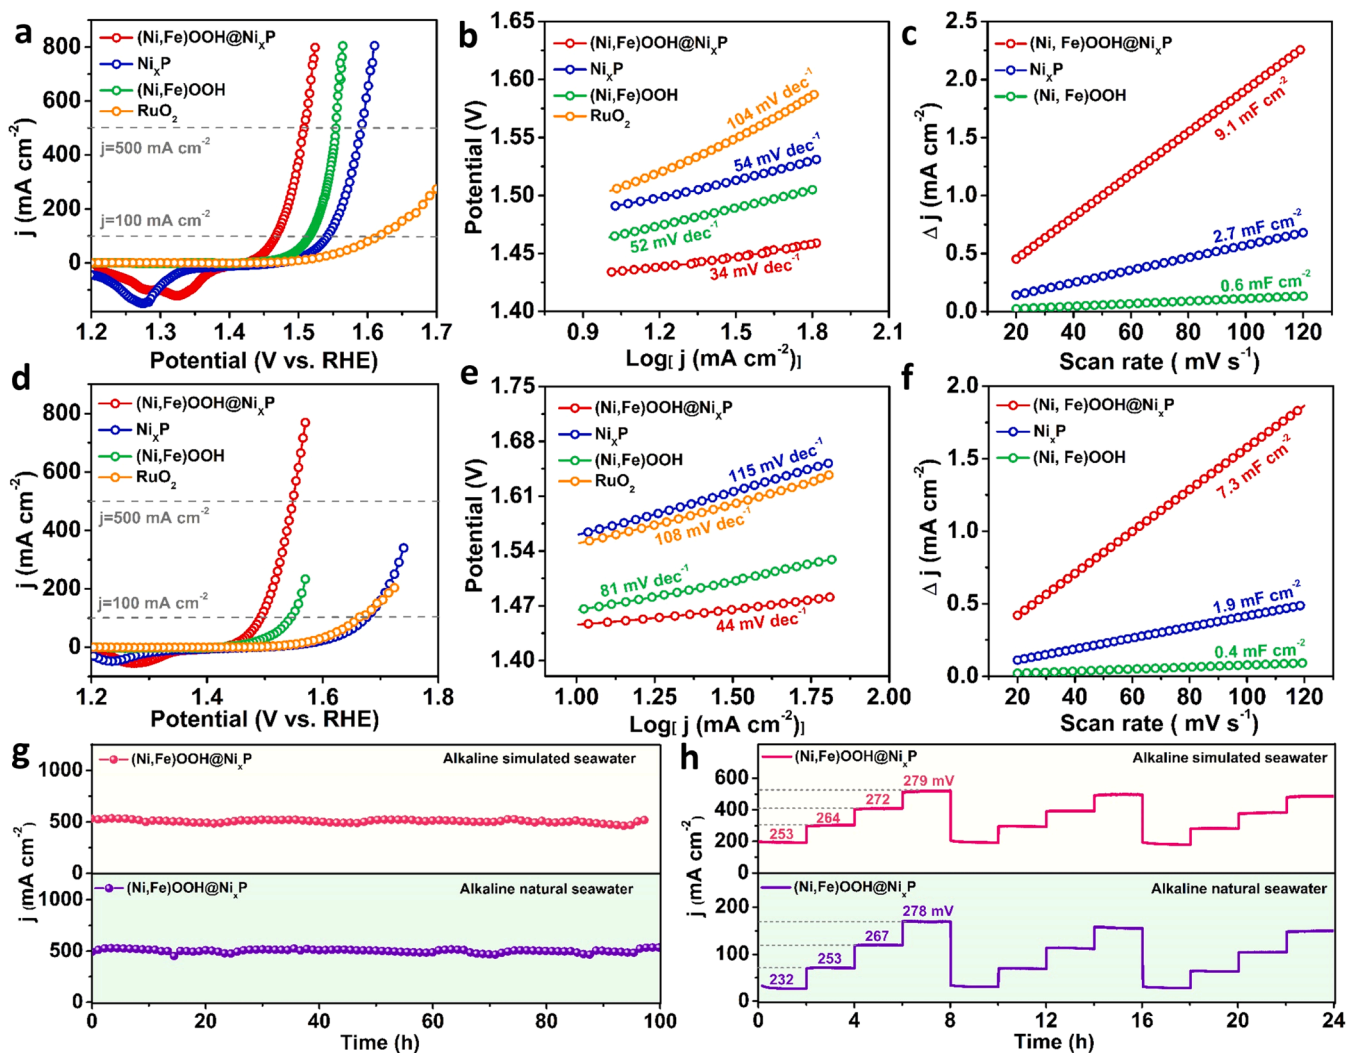 a
800
600
400
200
0
j (mA cm-2)
(Ni,Fe)OOH@NixP
NixP
(Ni,Fe)OOH
RuO2
j=500 mA cm-2
j=100 mA cm-2
1.2 1.3 1.4 1.5 1.6 1.7
Potential (V vs. RHE)
b
1.65
1.60
1.55
1.50
1.45
1.40
Potential (V)
(Ni,Fe)OOH@NixP
NixP
(Ni,Fe)OOH
RuO2
104 mV dec-1
54 mV dec-1
52 mV dec-1
34 mV dec-1
0.9 1.2 1.5 1.8 2.1
Log[ j (mA cm-2)]
c
2.5
2.0
1.5
1.0
0.5
0.0
Δ j (mA cm-2)
(Ni, Fe)OOH@NixP
NixP
(Ni, Fe)OOH
9.1 mF cm-2
2.7 mF cm-2
0.6 mF cm-2
20 40 60 80 100 120
Scan rate ( mV s-1)
d
800
600
400
200
0
j (mA cm-2)
(Ni,Fe)OOH@NixP
NixP
(Ni,Fe)OOH
RuO2
j=500 mA cm-2
j=100 mA cm-2
1.2 1.4 1.6 1.8
Potential (V vs. RHE)
e
1.75
1.68
1.61
1.54
1.47
1.40
Potential (V)
(Ni,Fe)OOH@NixP
NixP
(Ni,Fe)OOH
RuO2
115 mV dec-1
108 mV dec-1
81 mV dec-1
44 mV dec-1
1.00 1.25 1.50 1.75 2.00
Log[ j (mA cm-2)]
f
2.0
1.5
1.0
0.5
0.0
Δ j (mA cm-2)
(Ni, Fe)OOH@NixP
NixP
(Ni, Fe)OOH
7.3 mF cm-2
1.9 mF cm-2
0.4 mF cm-2
20 40 60 80 100 120
Scan rate ( mV s-1)
g
1000
500
0
(Ni,Fe)OOH@NixP
Alkaline simulated seawater
j (mA cm-2)
1000
500
0
(Ni,Fe)OOH@NixP
Alkaline natural seawater
0 20 40 60 80 100
Time (h)
h
600
400
200
0
(Ni,Fe)OOH@NixP
Alkaline simulated seawater
253
264
272
279 mV
j (mA cm-2)
200
100
0
(Ni,Fe)OOH@NixP
Alkaline natural seawater
232
253
267
278 mV
0 4 8 12 16 20 24
Time (h)